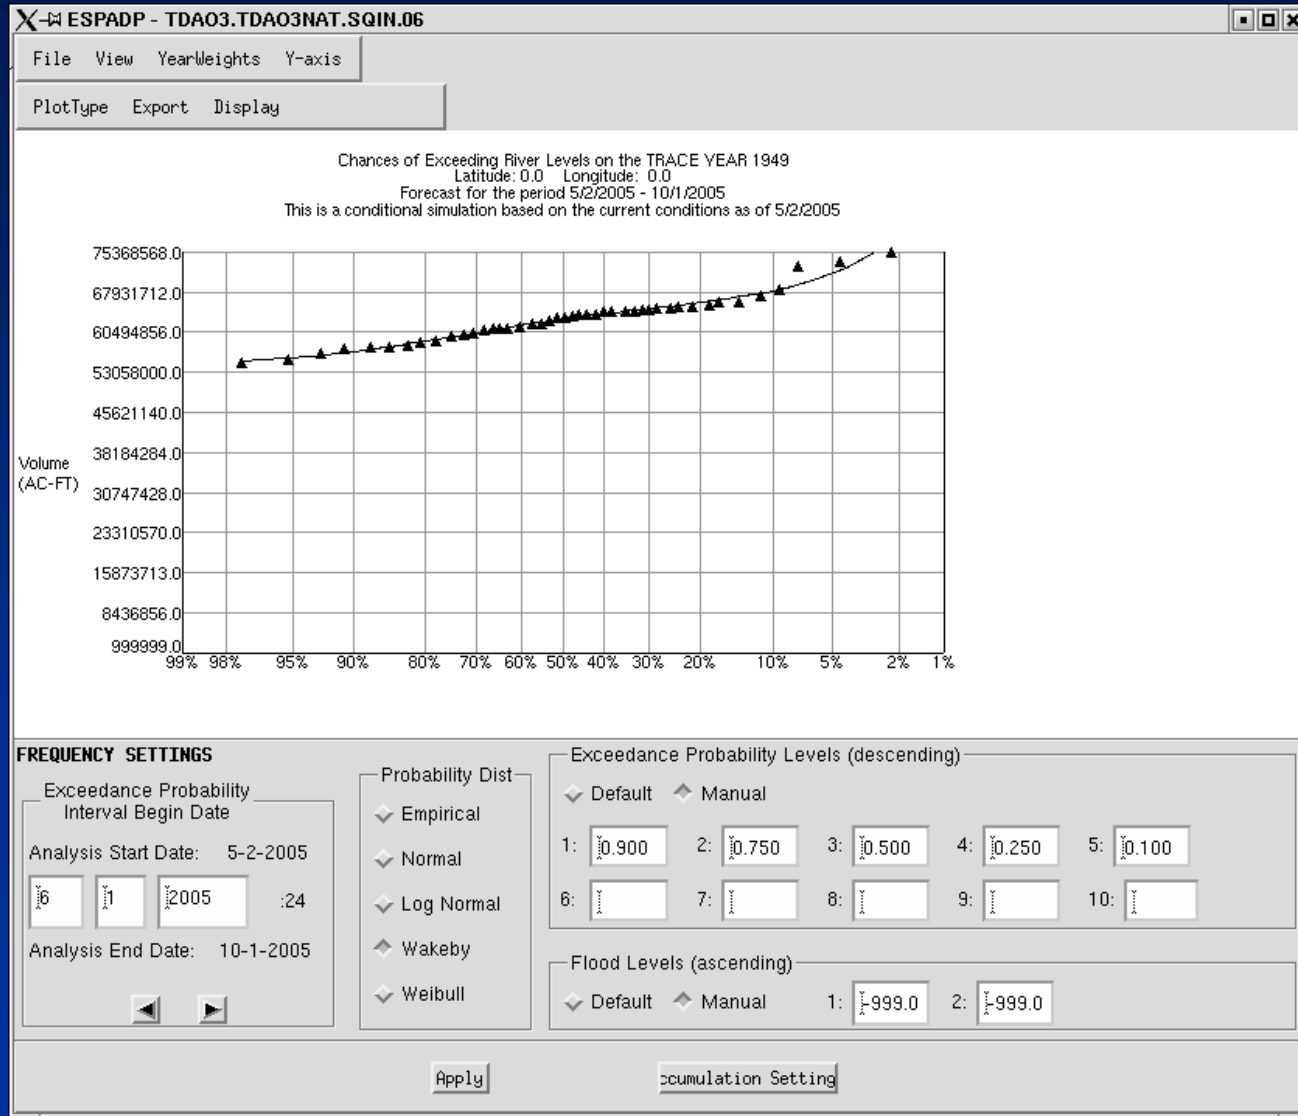 ESPADP - TDAO3.TDAO3NAT.SQIN.06
File View YearWeights Y-axis
PlotType Export Display
Chances of Exceeding River Levels on the TRACE YEAR 1949
Latitude: 0.0 Longitude: 0.0
Forecast for the period 5/2/2005 - 10/1/2005
This is a conditional simulation based on the current conditions as of 5/2/2005
75368568.0
67931712.0
60494856.0
53058000.0
45621140.0
38184284.0
Volume
(AC-FT)
30747428.0
23310570.0
15873713.0
8436856.0
999999.0
99% 98% 95% 90% 80% 70% 60% 50% 40% 30% 20% 10% 5% 2% 1%
FREQUENCY SETTINGS
Exceedance Probability
Interval Begin Date
Analysis Start Date: 5-2-2005
6 1 2005 :24
Analysis End Date: 10-1-2005
Probability Dist
Empirical
Normal
Log Normal
Wakeby
Weibull
Exceedance Probability Levels (descending)
Default Manual
1: 0.900 2: 0.750 3: 0.500 4: 0.250 5: 0.100
6: 7: 8: 9: 10:
Flood Levels (ascending)
Default Manual 1: -999.0 2: -999.0
Apply ccumulation Setting